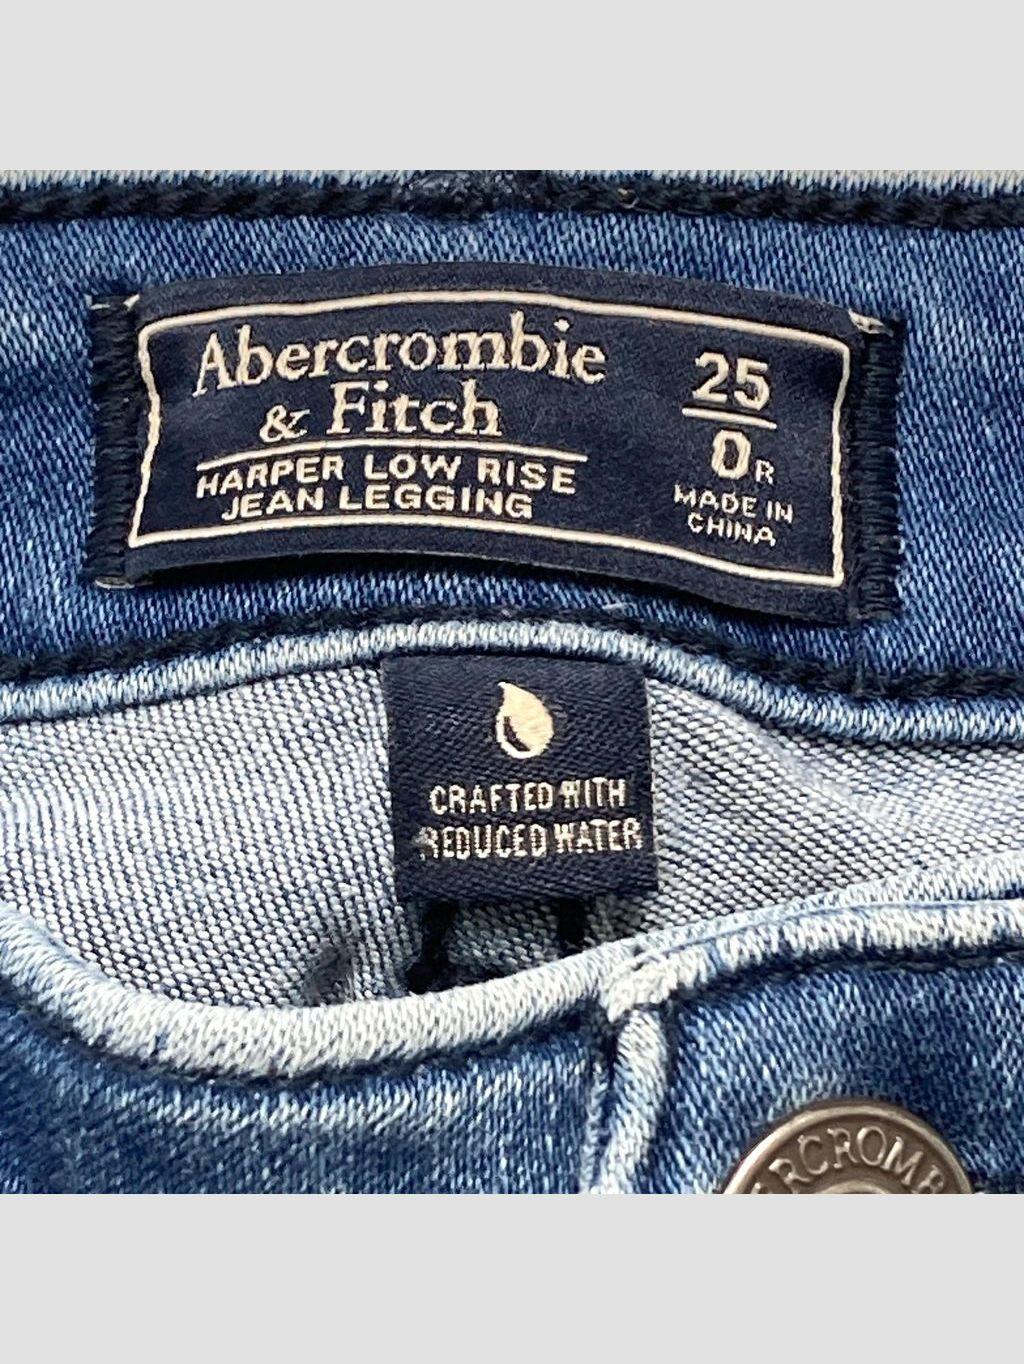 Abercrombie
& Fitch
HARPER LOW RISE
JEAN LEGGING
25
0R
MADE IN
CHINA
CRAFTED WITH
REDUCED WATER